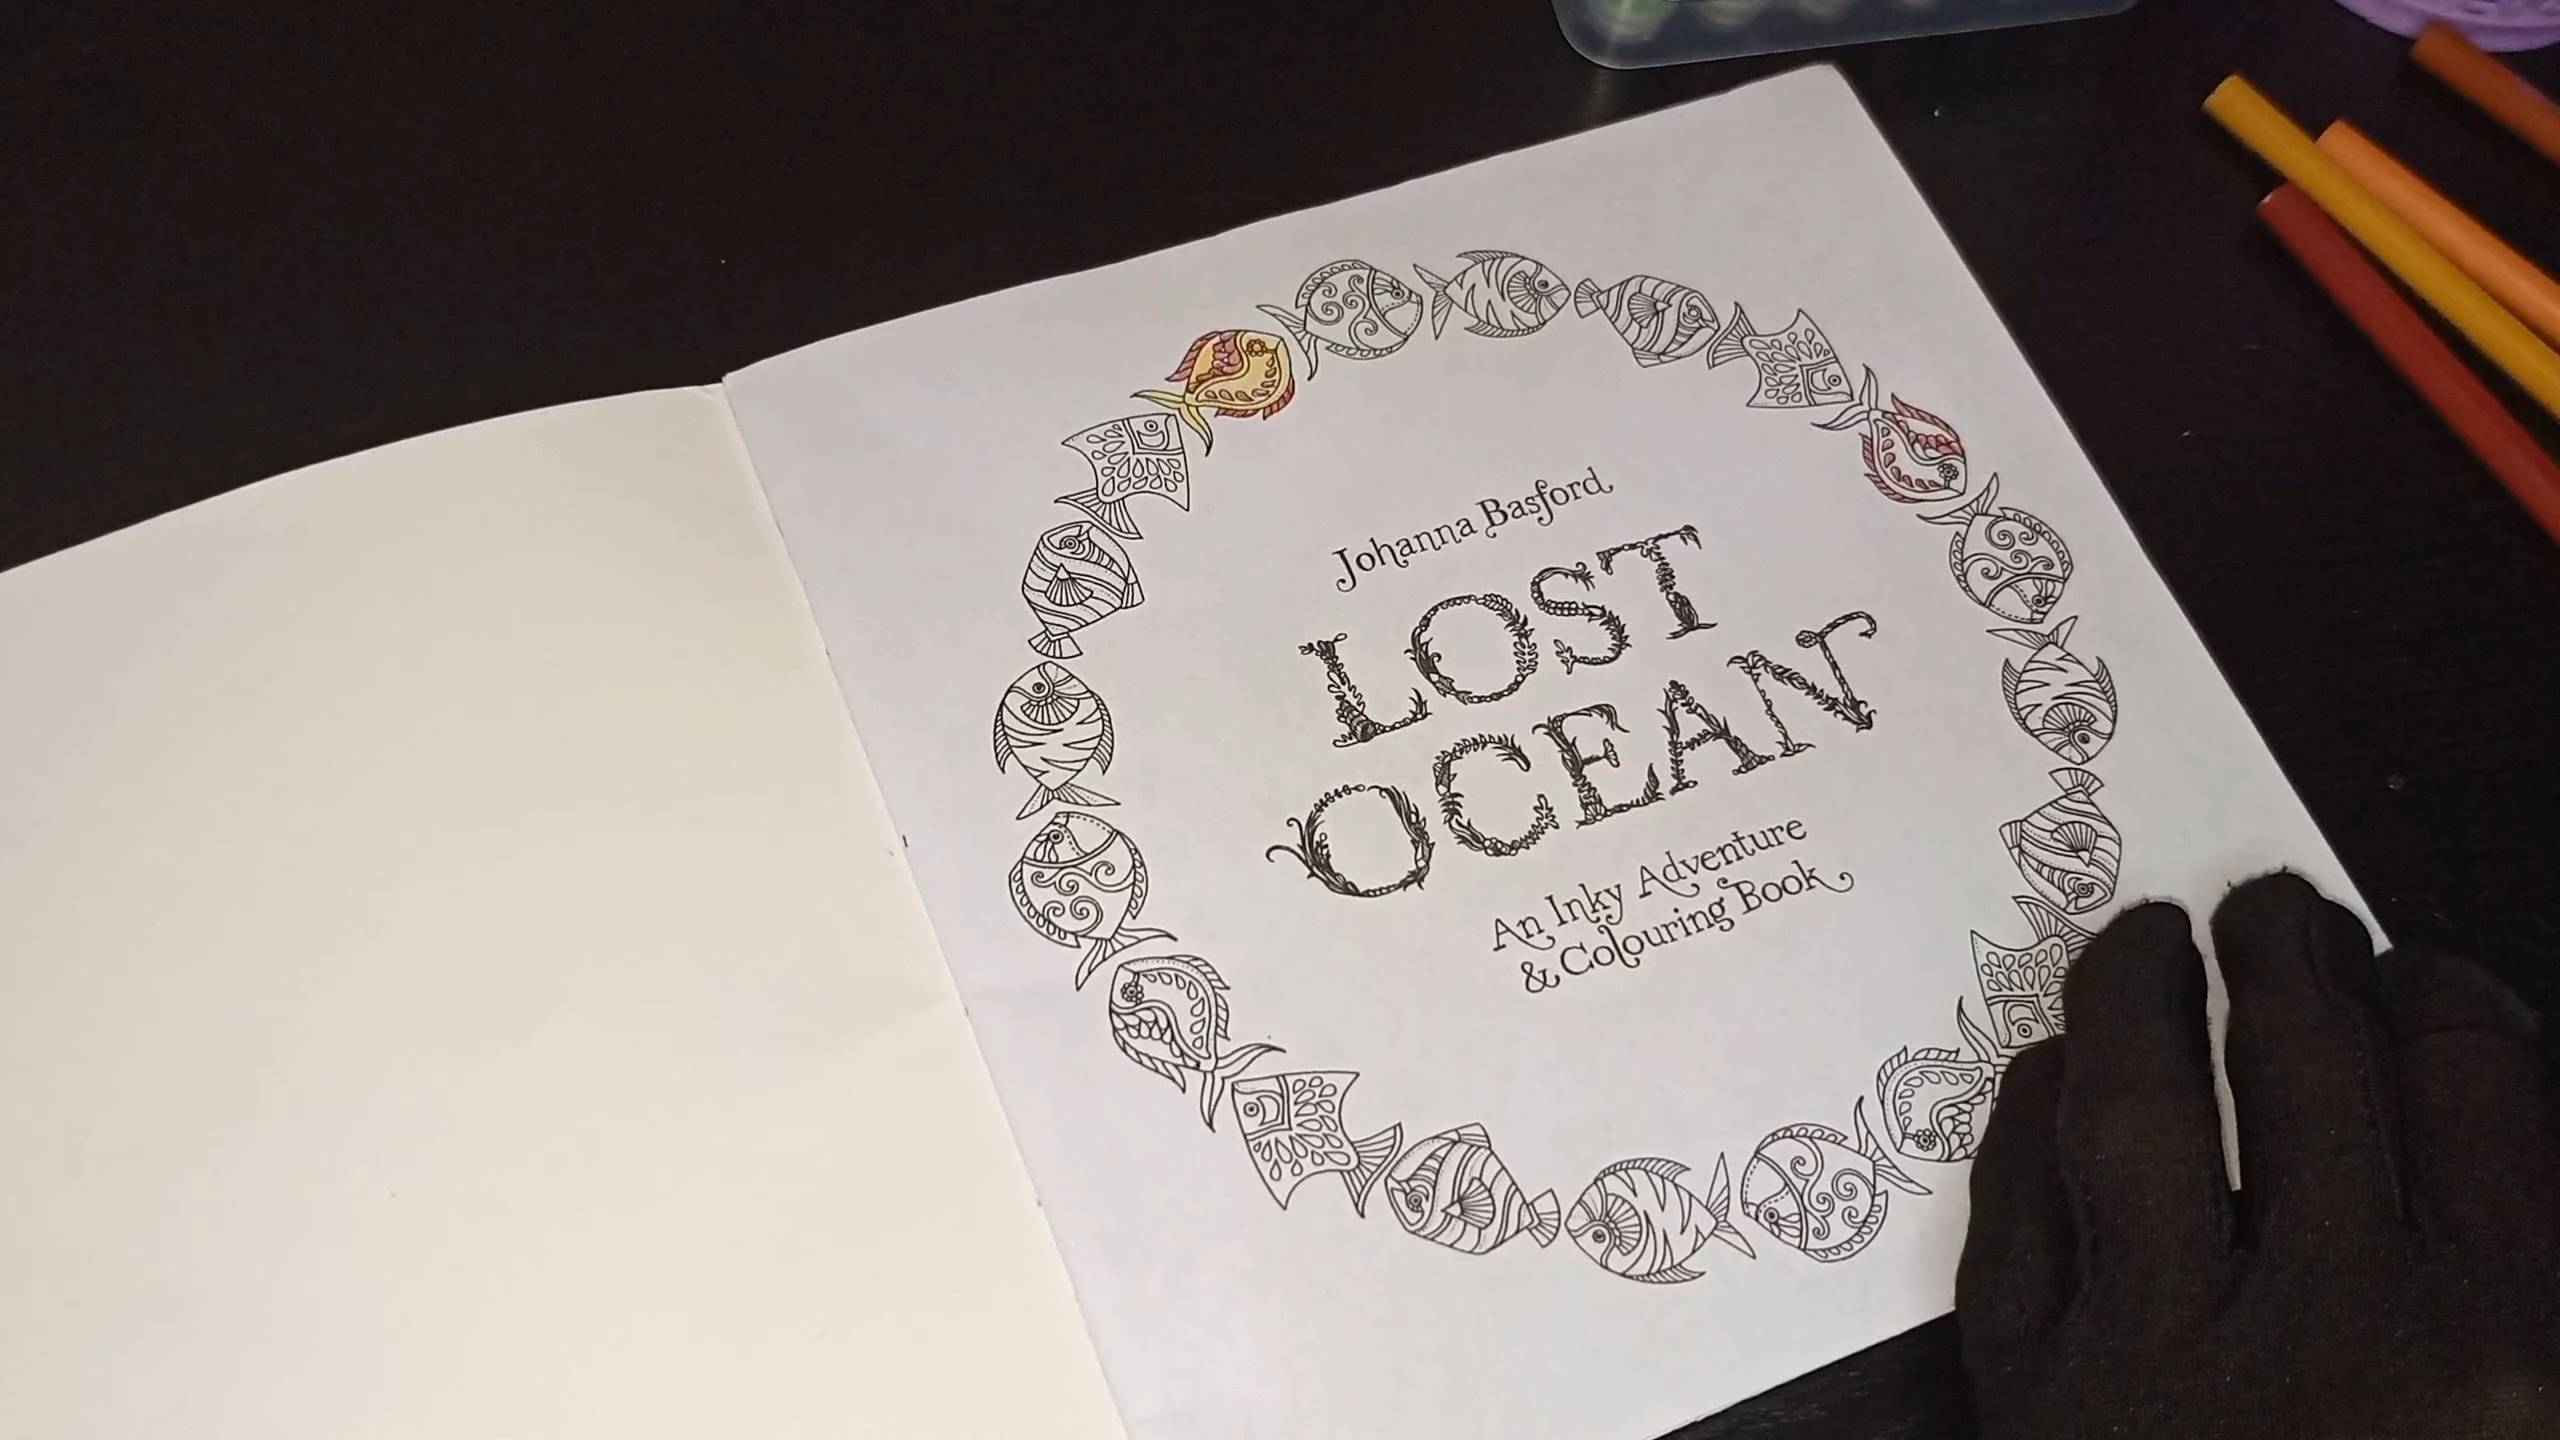 Johanna Basford
LOST
OCEAN
An Inky Adventure
& Colouring Book